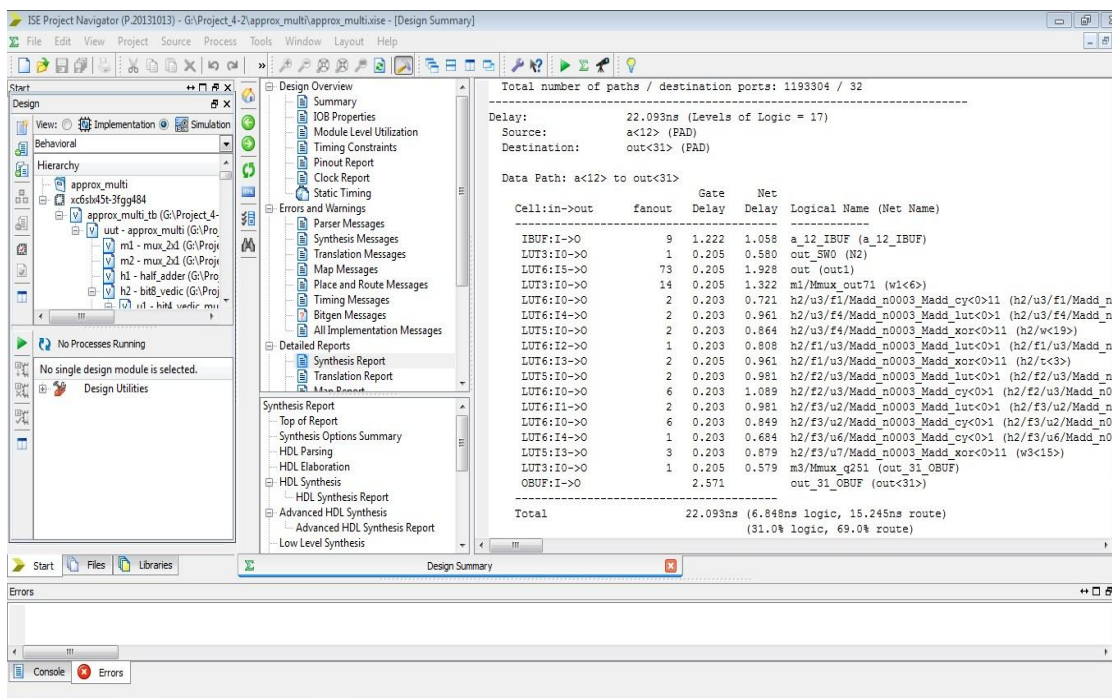 ISE Project Navigator (P.20131013) - G:\Project_4-2\approx_multi\approx_multi.xise - [Design Summary]
File Edit View Project Source Process Tools Window Layout Help
Start
Design
View: Implementation Simulation
Behavioral
Hierarchy
approx_multi
xc6slx45t-3fgg484
approx_multi_tb (G:\Project_4-
uut - approx_multi (G:\Proj
m1 - mux_2x1 (G:\Proje
m2 - mux_2x1 (G:\Proje
h1 - half_adder (G:\Pro
h2 - bit8_vedic (G:\Proj
u1 - bit4_vedic_mu
No Processes Running
No single design module is selected.
Design Utilities
Start Files Libraries
Design Overview
Summary
IOB Properties
Module Level Utilization
Timing Constraints
Pinout Report
Clock Report
Static Timing
Errors and Warnings
Parser Messages
Synthesis Messages
Translation Messages
Map Messages
Place and Route Messages
Timing Messages
Bitgen Messages
All Implementation Messages
Detailed Reports
Synthesis Report
Translation Report
Map Report
Synthesis Report
Top of Report
Synthesis Options Summary
HDL Parsing
HDL Elaboration
HDL Synthesis
HDL Synthesis Report
Advanced HDL Synthesis
Advanced HDL Synthesis Report
Low Level Synthesis
Total number of paths / destination ports: 1193304 / 32
Delay: 22.093ns (Levels of Logic = 17)
Source: a<12> (PAD)
Destination: out<31> (PAD)
Data Path: a<12> to out<31>
Gate Net
Cell:in->out fanout Delay Delay Logical Name (Net Name)
IBUF:I->O 9 1.222 1.058 a_12_IBUF (a_12_IBUF)
LUT3:I0->O 1 0.205 0.580 out_SW0 (N2)
LUT6:I5->O 73 0.205 1.928 out (out1)
LUT3:I0->O 14 0.205 1.322 m1/Mmux_out71 (w1<6>)
LUT6:I0->O 2 0.203 0.721 h2/u3/f1/Madd_n0003_Madd_cy<0>11 (h2/u3/f1/Madd_n
LUT6:I4->O 2 0.203 0.961 h2/u3/f4/Madd_n0003_Madd_lut<0>1 (h2/u3/f4/Madd_n
LUT5:I0->O 2 0.203 0.864 h2/u3/f4/Madd_n0003_Madd_xor<0>11 (h2/w<19>)
LUT6:I2->O 1 0.203 0.808 h2/f1/u3/Madd_n0003_Madd_lut<0>1 (h2/f1/u3/Madd_n
LUT6:I3->O 2 0.205 0.961 h2/f1/u3/Madd_n0003_Madd_xor<0>11 (h2/t<3>)
LUT5:I0->O 2 0.203 0.981 h2/f2/u3/Madd_n0003_Madd_lut<0>1 (h2/f2/u3/Madd_n
LUT6:I0->O 6 0.203 1.089 h2/f2/u3/Madd_n0003_Madd_cy<0>1 (h2/f2/u3/Madd_n0
LUT6:I1->O 2 0.203 0.981 h2/f3/u2/Madd_n0003_Madd_lut<0>1 (h2/f3/u2/Madd_n
LUT6:I0->O 6 0.203 0.849 h2/f3/u2/Madd_n0003_Madd_cy<0>1 (h2/f3/u2/Madd_n0
LUT6:I4->O 1 0.203 0.684 h2/f3/u6/Madd_n0003_Madd_cy<0>1 (h2/f3/u6/Madd_n0
LUT5:I3->O 3 0.203 0.879 h2/f3/u7/Madd_n0003_Madd_xor<0>11 (w3<15>)
LUT3:I0->O 1 0.205 0.579 m3/Mmux_q251 (out_31_OBUF)
OBUF:I->O 2.571 out_31_OBUF (out<31>)
Total 22.093ns (6.848ns logic, 15.245ns route)
(31.0% logic, 69.0% route)
Design Summary
Errors
Console Errors